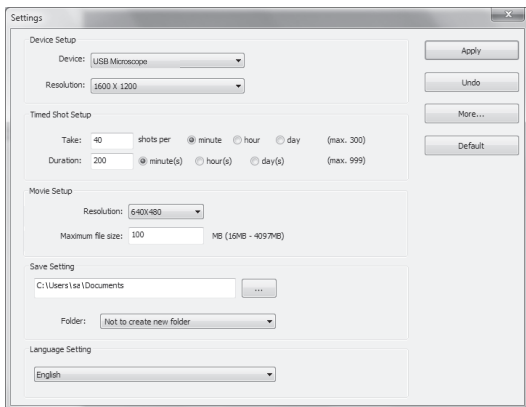 Settings
Device Setup
Device: USB Microscope
Resolution: 1600 X 1200
Timed Shot Setup
Take: 40 shots per minute hour day (max. 300)
Duration: 200 minute(s) hour(s) day(s) (max. 999)
Movie Setup
Resolution: 640X480
Maximum file size: 100 MB (16MB - 4097MB)
Save Setting
C:\Users\sa\Documents ...
Folder: Not to create new folder
Language Setting
English
Apply
Undo
More...
Default